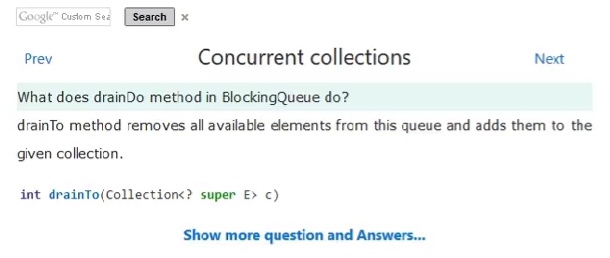 Google™ Custom Sea
Search ×
Prev
Concurrent collections
Next
What does drainDo method in BlockingQueue do?
drainTo method removes all available elements from this queue and adds them to the
given collection.
int drainTo(Collection<? super E> c)
Show more question and Answers...